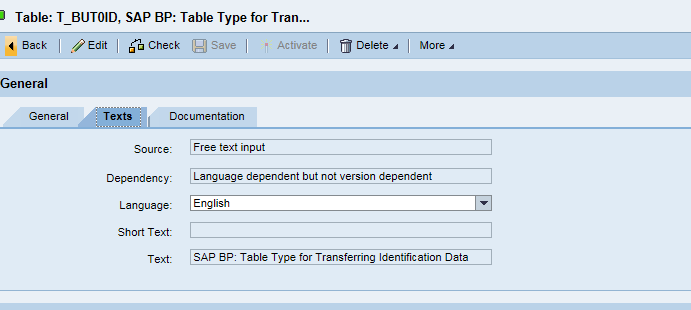 Table: T_BUT0ID, SAP BP: Table Type for Tran...
Back Edit Check Save Activate Delete More
General
General Texts Documentation
Source: Free text input
Dependency: Language dependent but not version dependent
Language: English
Short Text:
Text: SAP BP: Table Type for Transferring Identification Data